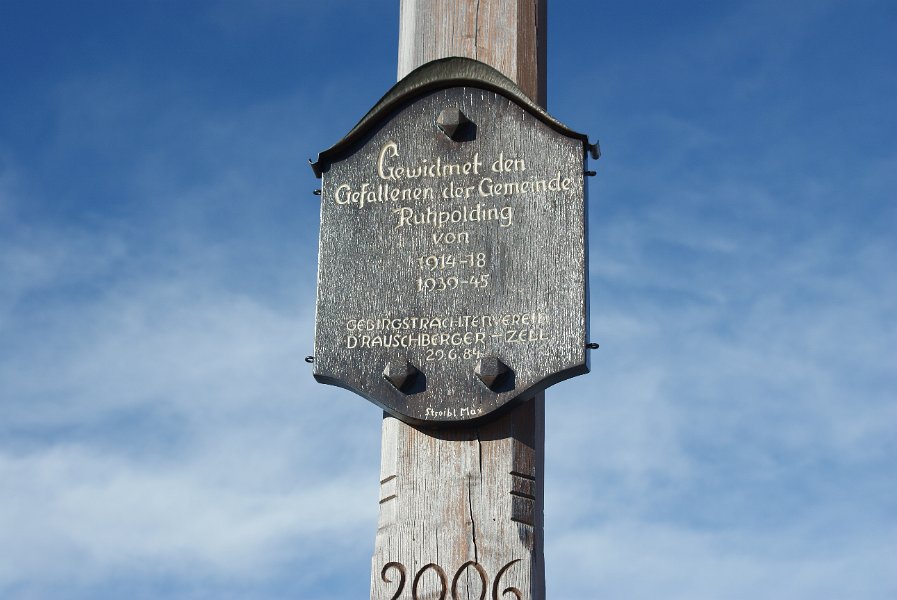 Gewidmet den
Gefallenen der Gemeinde
Ruhpolding
von
1914-18
1939-45
GEBIRGSTRACHTENVEREIN
D'RAUSCHBERGER - ZELL
29.6.84
Stroibl Max
2006